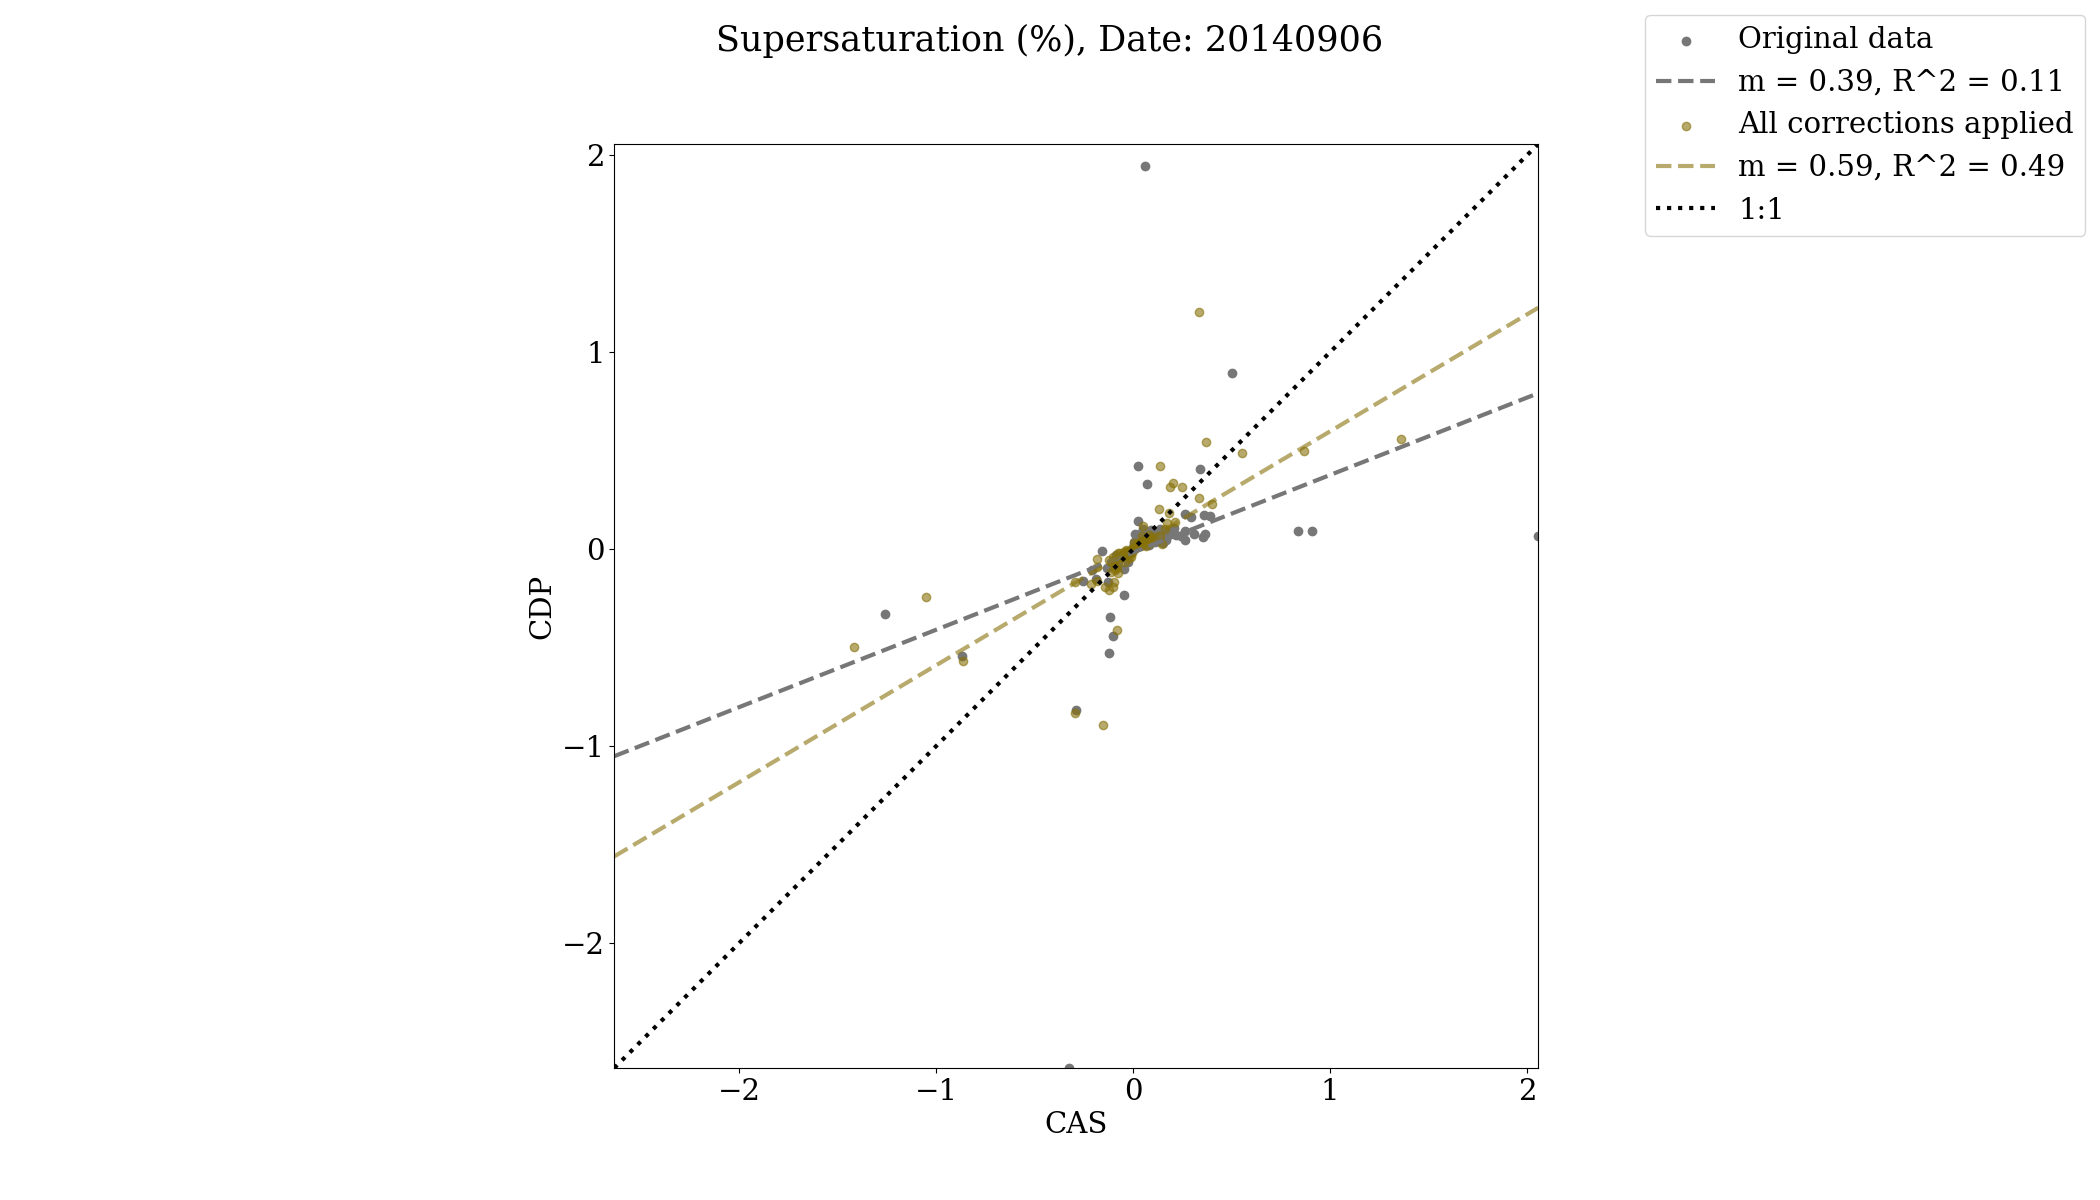 Supersaturation (%), Date: 20140906
Original data
m = 0.39, R^2 = 0.11
All corrections applied
m = 0.59, R^2 = 0.49
1:1
2
1
0
−1
−2
CDP
−2
−1
0
1
2
CAS